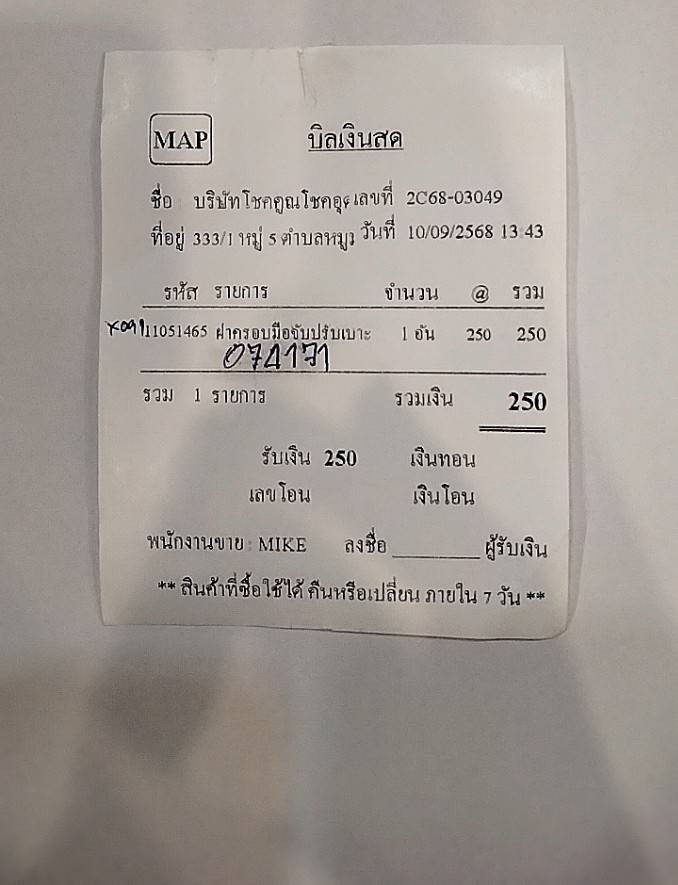 MAP บิลเงินสด
ชื่อ บริษัทโชคคูณโชคอุ เลขที่ 2C68-03049
ที่อยู่ 333/1 หมู่ 5 ตำบลหมู วันที่ 10/09/2568 13 43
รหัส รายการ จำนวน @ รวม
11051465 ฝาครอบมือจับปรับเบาะ 1 อัน 250 250
รวม 1 รายการ รวมเงิน 250
รับเงิน 250 เงินทอน
เลขโอน เงินโอน
พนักงานขาย : MIKE ลงชื่อ ผู้รับเงิน
** สินค้าที่ซื้อใช้ได้ คืนหรือเปลี่ยน ภายใน 7 วัน **